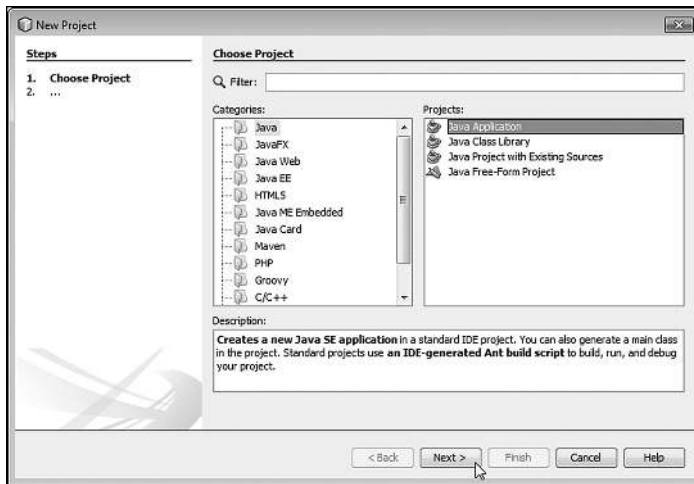 New Project
Steps
1. Choose Project
2. ...
Choose Project
Filter:
Categories:
Java
JavaFX
Java Web
Java EE
HTML5
Java ME Embedded
Java Card
Maven
PHP
Groovy
C/C++
Projects:
Java Application
Java Class Library
Java Project with Existing Sources
Java Free-Form Project
Description:
Creates a new Java SE application in a standard IDE project. You can also generate a main class
in the project. Standard projects use an IDE-generated Ant build script to build, run, and debug
your project.
< Back
Next >
Finish
Cancel
Help